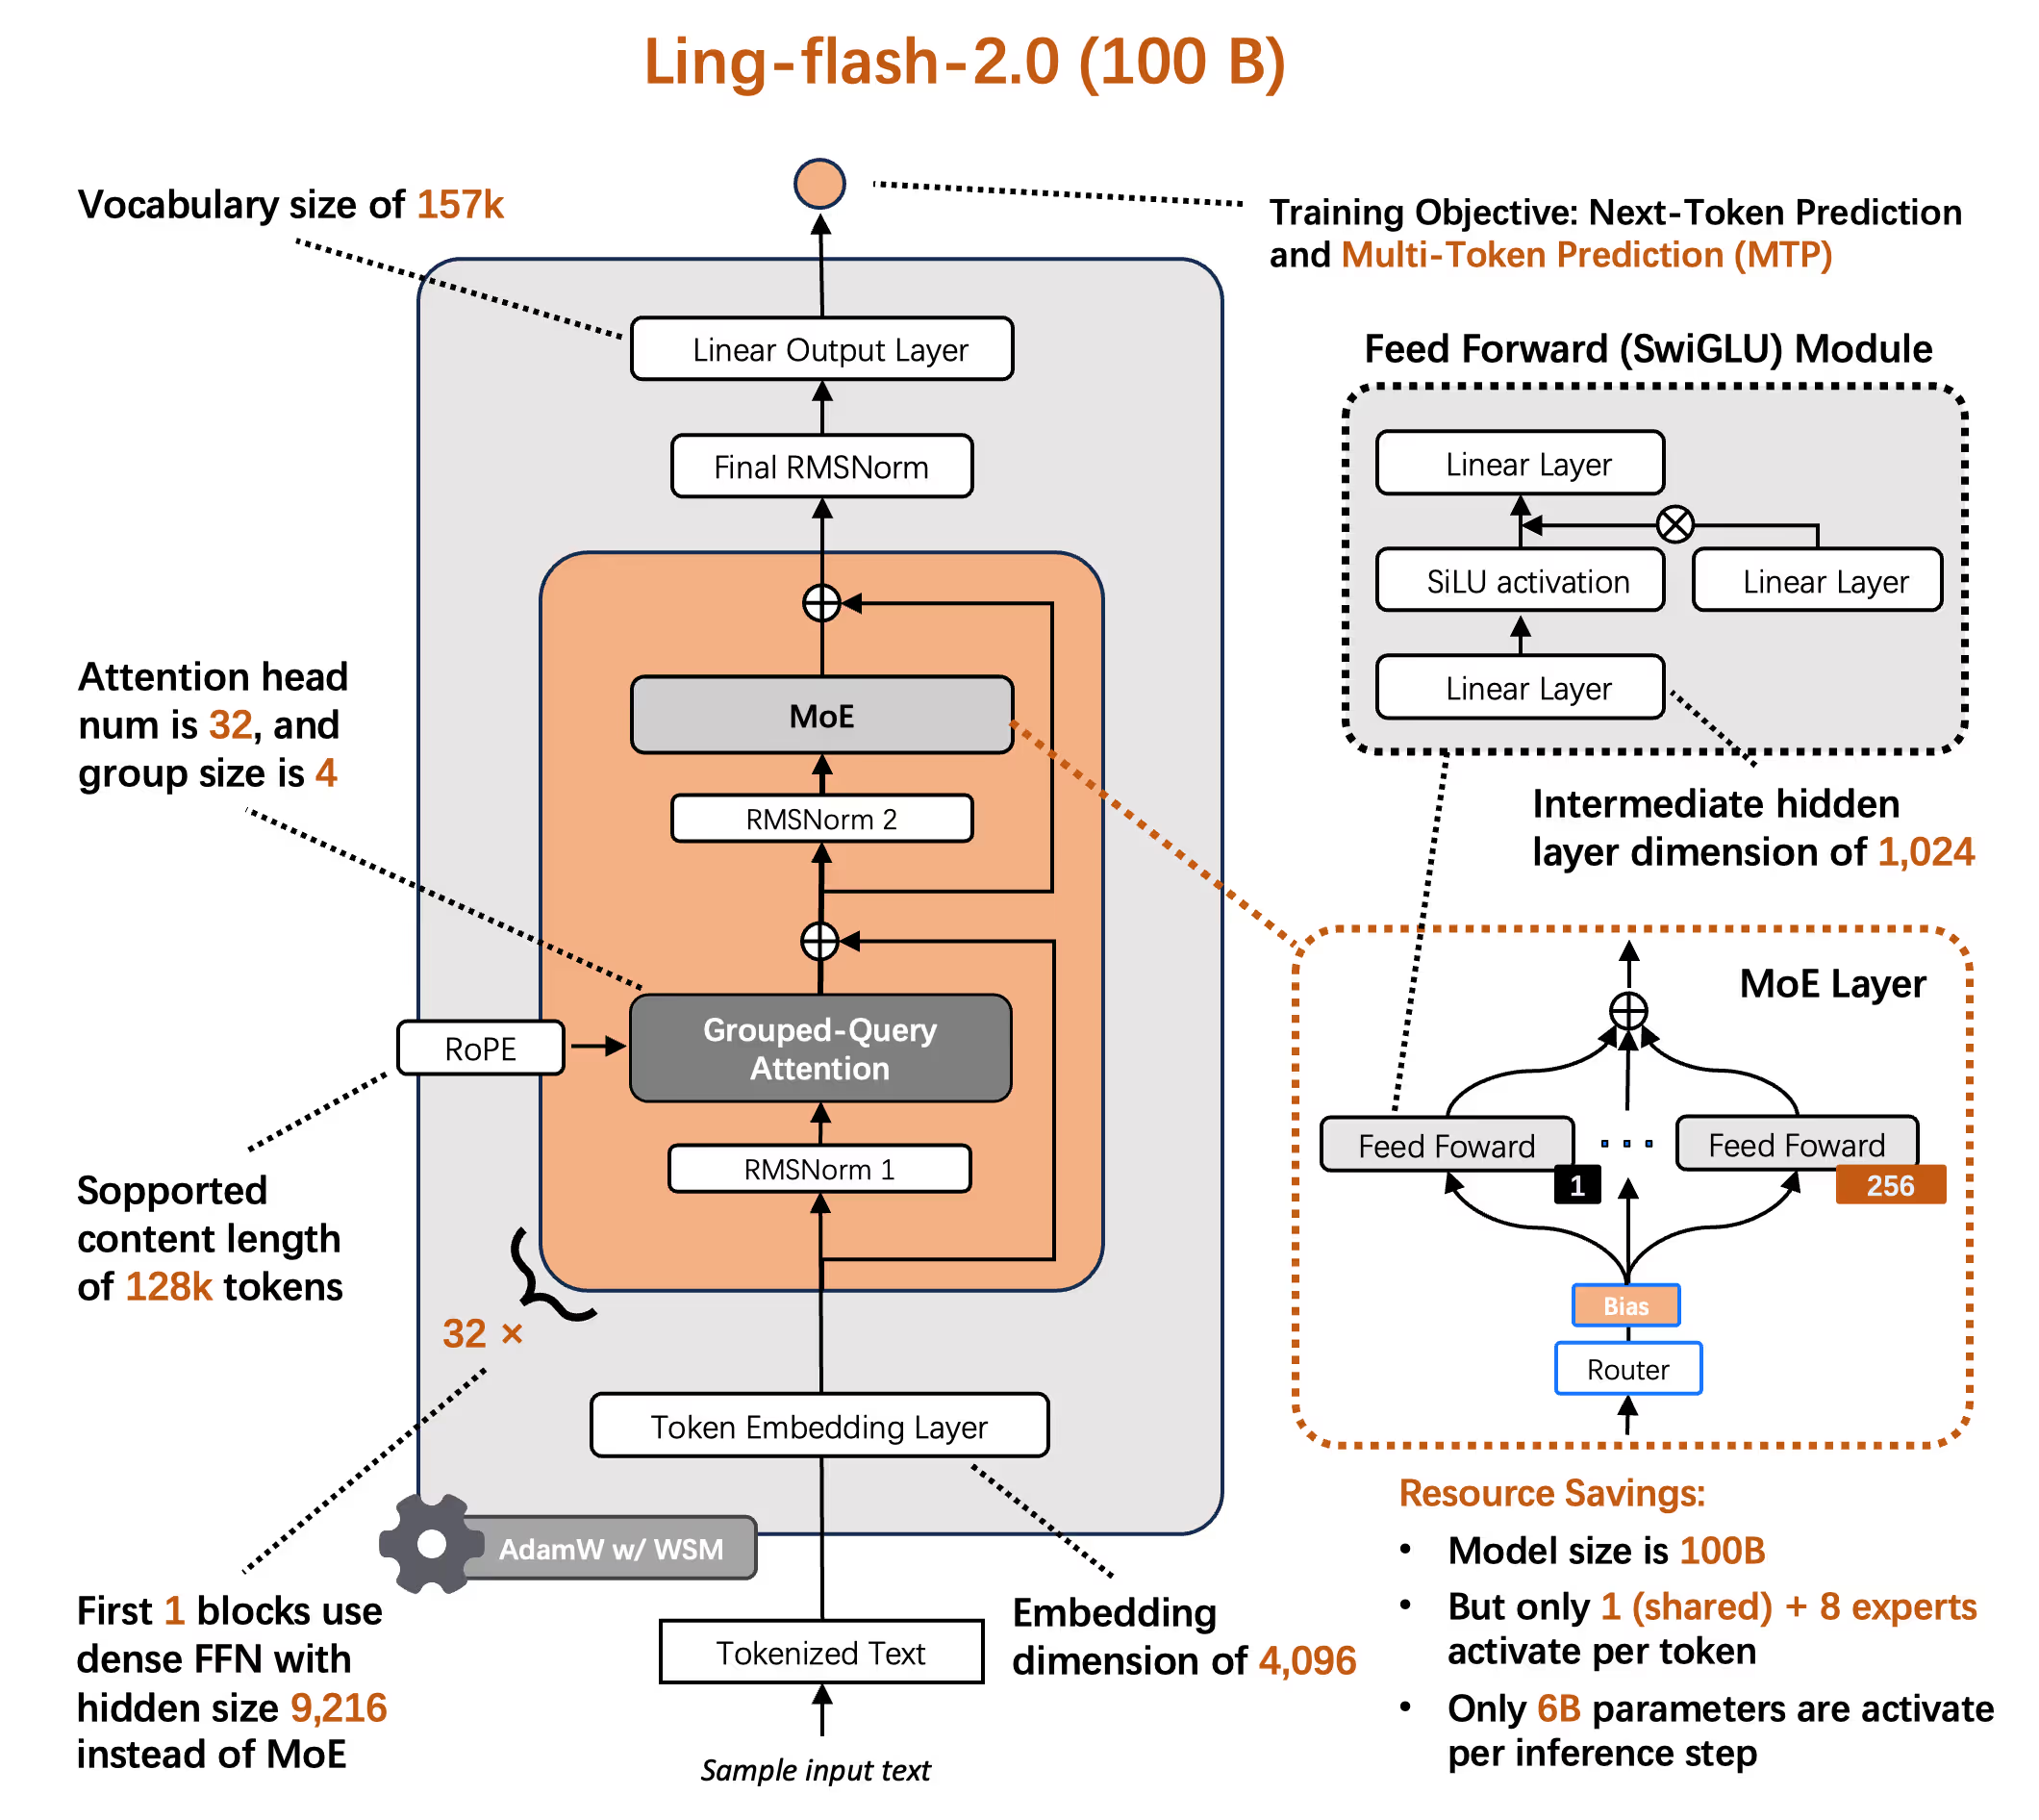 Ling-flash-2.0 (100 B)
Vocabulary size of 157k
Training Objective: Next-Token Prediction
and Multi-Token Prediction (MTP)
Linear Output Layer
Final RMSNorm
MoE
RMSNorm 2
Grouped-Query
Attention
RoPE
RMSNorm 1
Token Embedding Layer
AdamW w/ WSM
Tokenized Text
Sample input text
Attention head
num is 32, and
group size is 4
Sopported
content length
of 128k tokens
32 ×
First 1 blocks use
dense FFN with
hidden size 9,216
instead of MoE
Embedding
dimension of 4,096
Feed Forward (SwiGLU) Module
Linear Layer
SiLU activation
Linear Layer
Linear Layer
Intermediate hidden
layer dimension of 1,024
MoE Layer
Feed Foward
1
Feed Foward
256
Bias
Router
Resource Savings:
• Model size is 100B
• But only 1 (shared) + 8 experts
activate per token
• Only 6B parameters are activate
per inference step